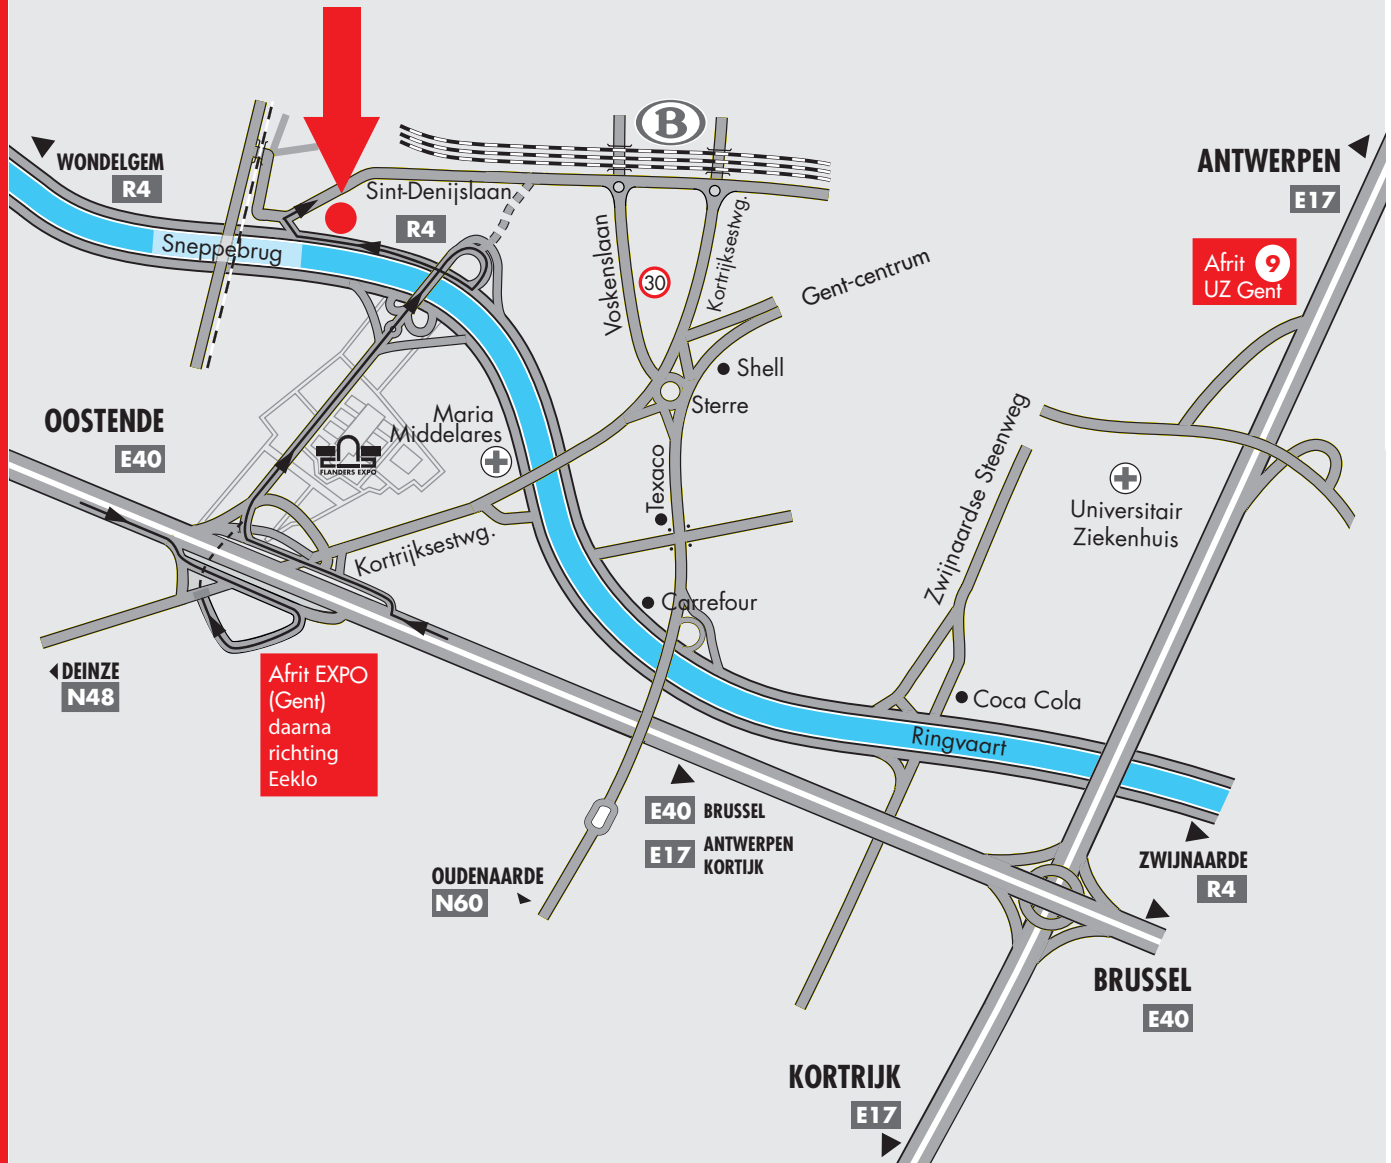 B
WONDELGEM
R4
Sint-Denijslaan
R4
Sneppebrug
Voskenslaan
30
Kortrijksestwg.
Gent-centrum
ANTWERPEN
E17
Afrit 9
UZ Gent
Shell
Sterre
OOSTENDE
E40
Maria
Middelares
FLANDERS EXPO
Texaco
Kortrijksestwg.
Zwijnaardse Steenweg
Universitair
Ziekenhuis
Carrefour
DEINZE
N48
Afrit EXPO
(Gent)
daarna
richting
Eeklo
Coca Cola
Ringvaart
E40 BRUSSEL
E17 ANTWERPEN
KORTIJK
OUDENAARDE
N60
ZWIJNAARDE
R4
BRUSSEL
E40
KORTRIJK
E17